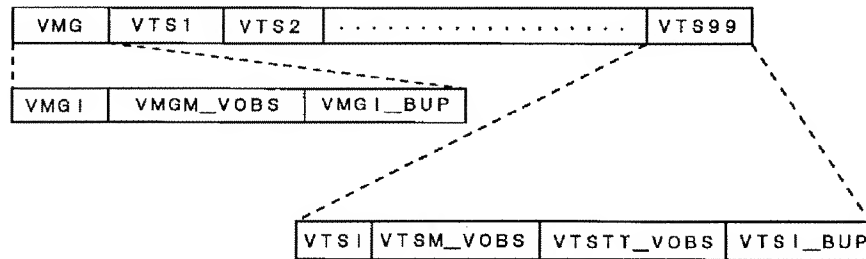 VMG VTS1 VTS2 . . . . . . . . . . . . . . . . . . VTS99
VMGI VMGM_VOBS VMGI_BUP
VTSI VTSM_VOBS VTSTT_VOBS VTSI_BUP